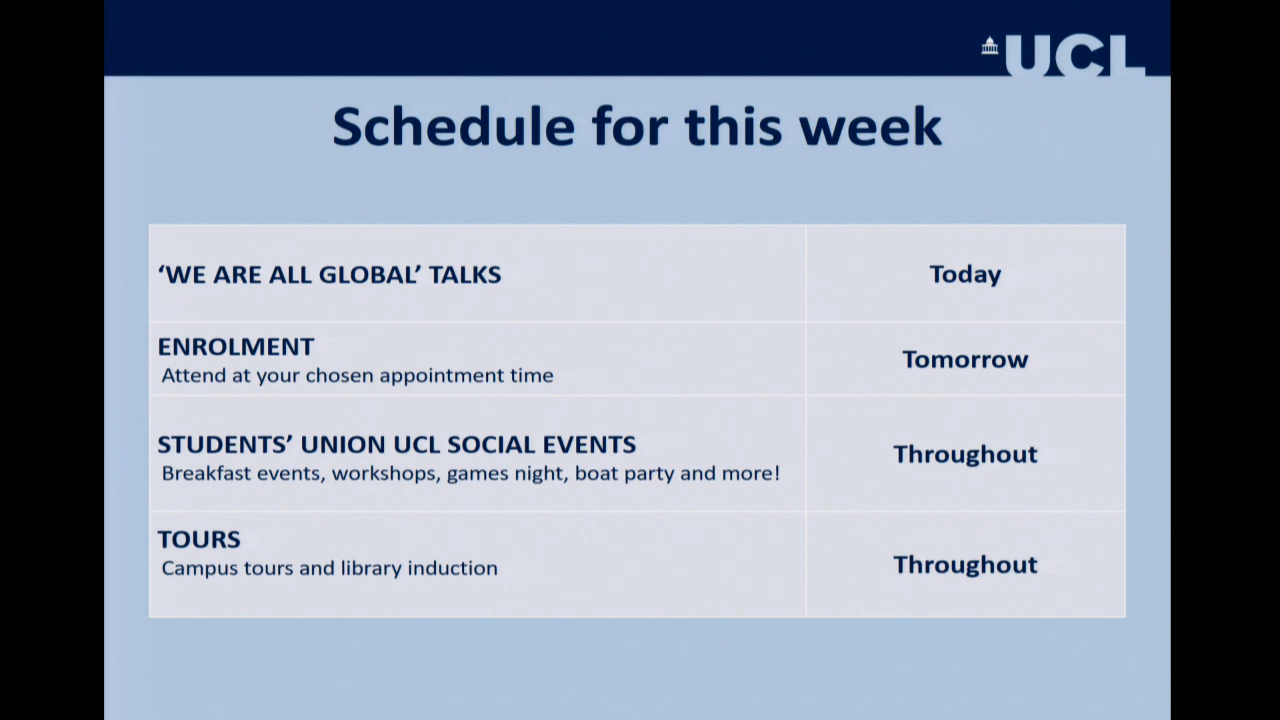 UCL
Schedule for this week
‘WE ARE ALL GLOBAL’ TALKS
Today
ENROLMENT
Attend at your chosen appointment time
Tomorrow
STUDENTS’ UNION UCL SOCIAL EVENTS
Breakfast events, workshops, games night, boat party and more!
Throughout
TOURS
Campus tours and library induction
Throughout